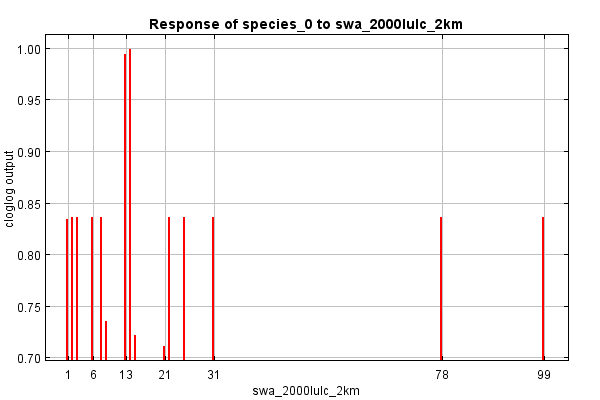 Response of species_0 to swa_2000lulc_2km
cloglog output
1.00
0.95
0.90
0.85
0.80
0.75
0.70
1 6 13 21 31 78 99
swa_2000lulc_2km